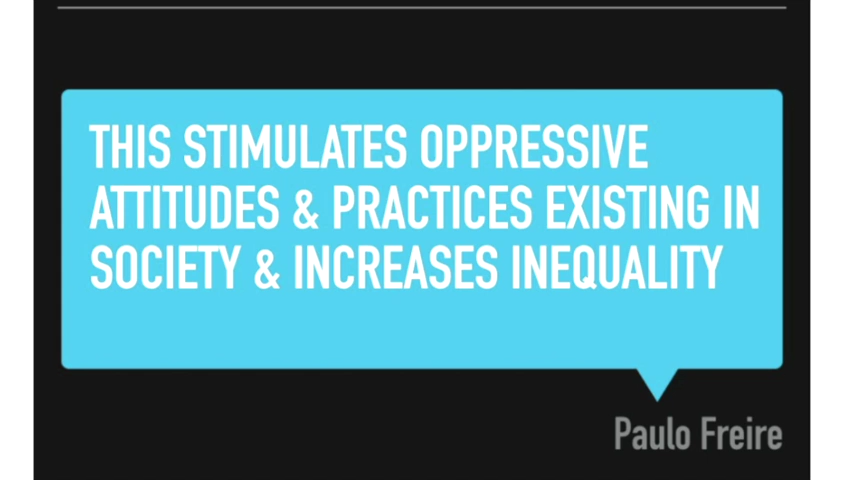 THIS STIMULATES OPPRESSIVE
ATTITUDES & PRACTICES EXISTING IN
SOCIETY & INCREASES INEQUALITY
Paulo Freire